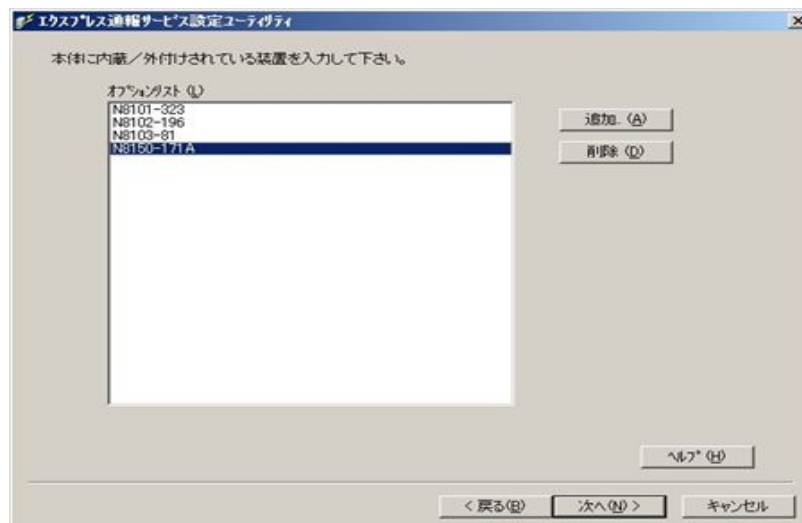 エクスプレス通報サービス設定ユーティリティ
本体に内蔵／外付けされている装置を入力して下さい。
オプションリスト (L)
N8101-323
N8102-196
N8103-81
N8150-171A
追加.. (A)
削除 (D)
ヘルプ (H)
< 戻る(B)
次へ(N) >
キャンセル